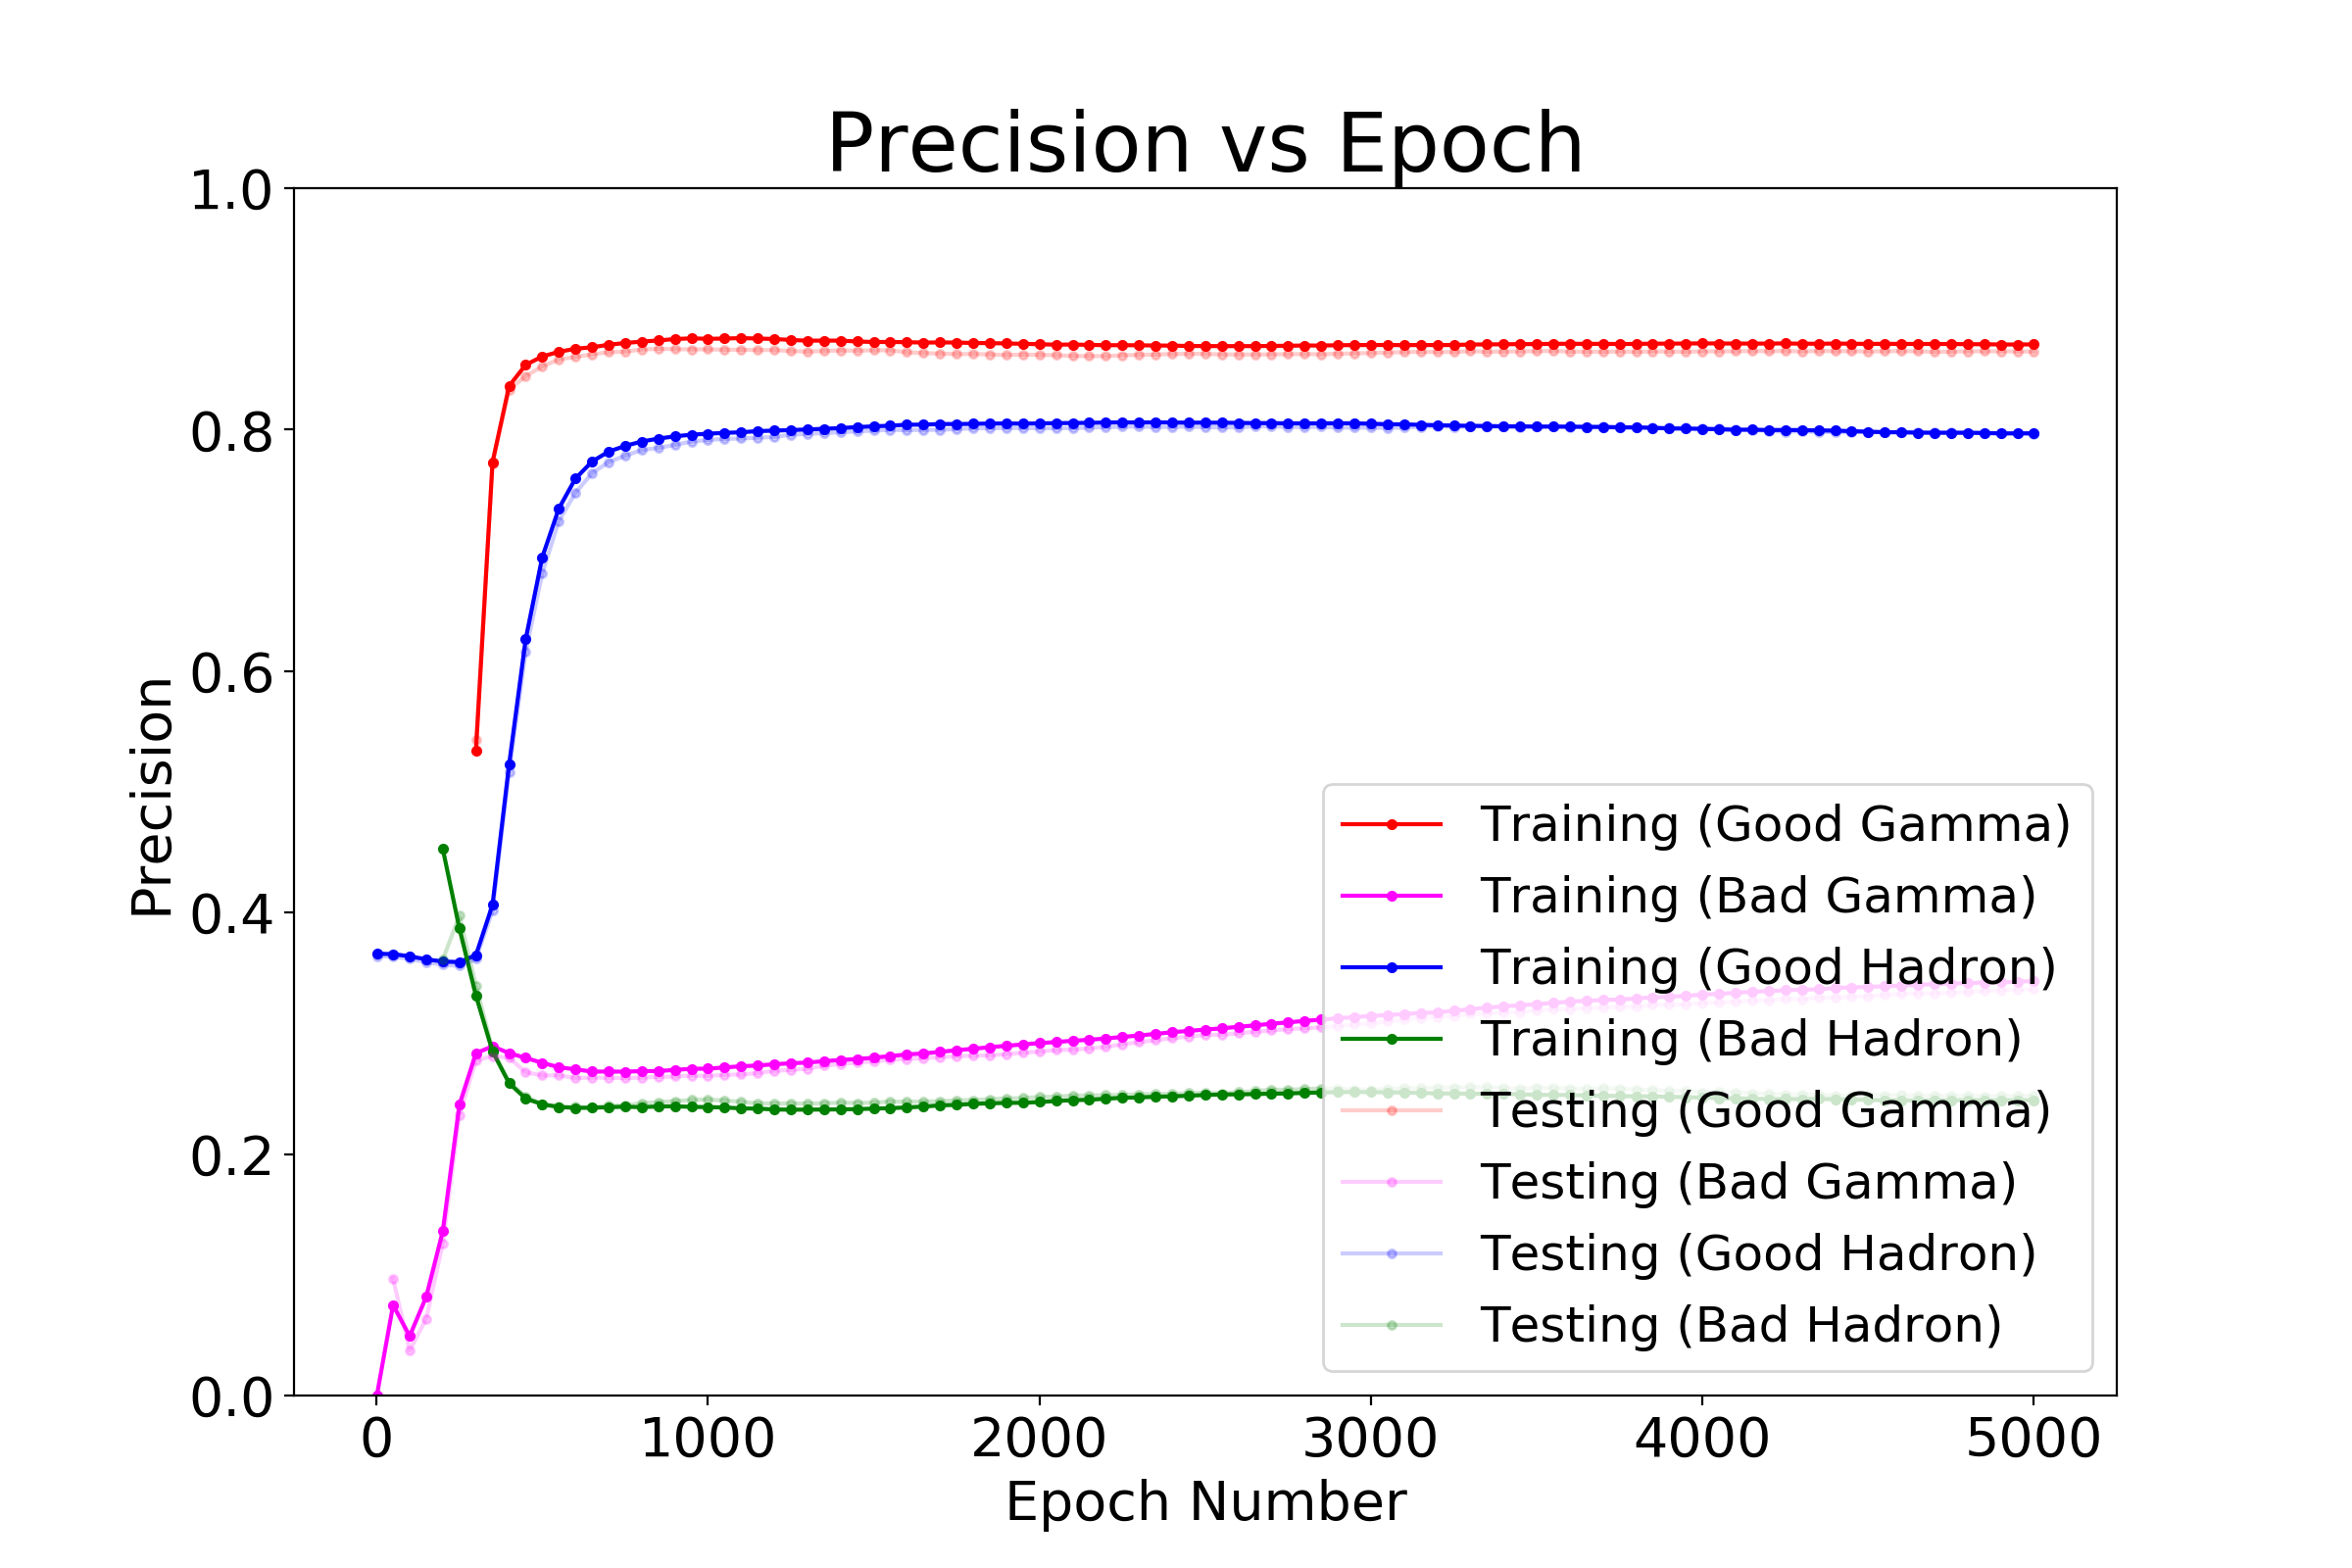 Precision vs Epoch
1.0
0.8
0.6
0.4
0.2
0.0
Precision
Training (Good Gamma)
Training (Bad Gamma)
Training (Good Hadron)
Training (Bad Hadron)
Testing (Good Gamma)
Testing (Bad Gamma)
Testing (Good Hadron)
Testing (Bad Hadron)
0 1000 2000 3000 4000 5000
Epoch Number